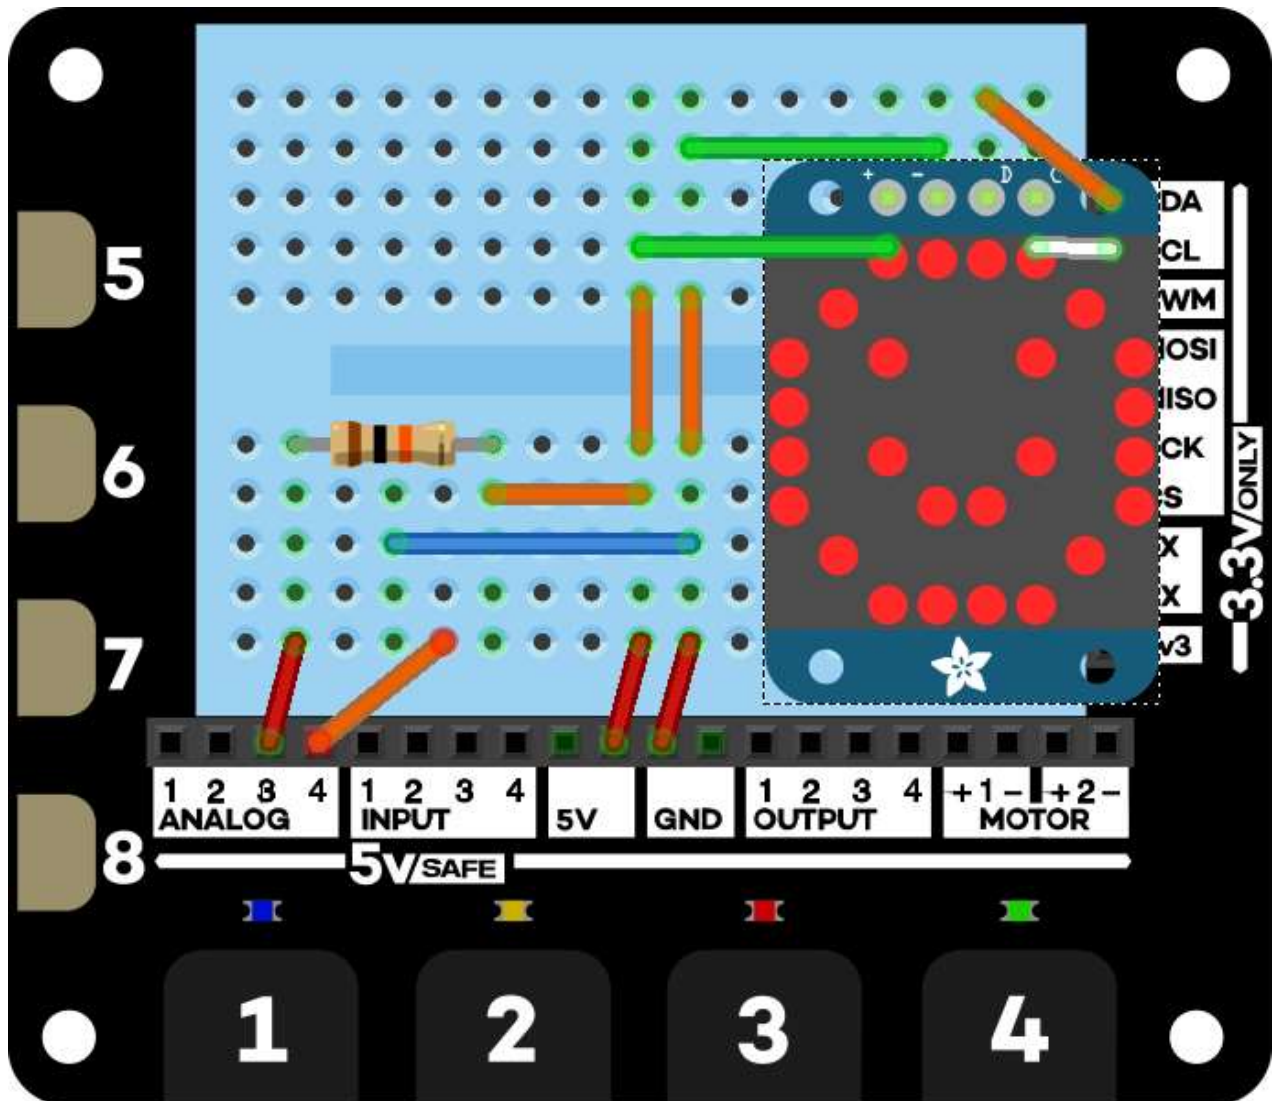 + - D C
DA
5
CL
WM
IOSI
ISO
6
CK
S
3.3V/ONLY
X
X
7
v3
1 2 3 4 1 2 3 4 5V GND 1 2 3 4 + 1 - + 2 -
ANALOG INPUT OUTPUT MOTOR
8
5V/SAFE
1 2 3 4